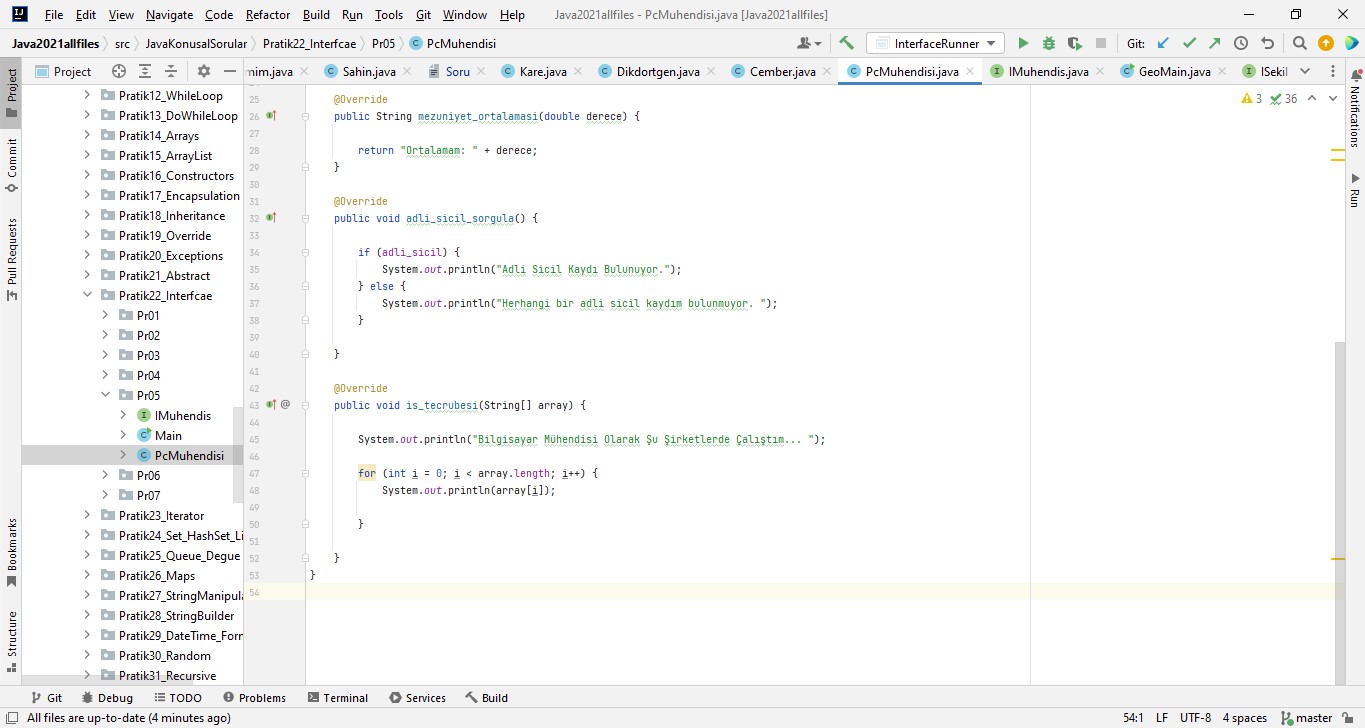 File Edit View Navigate Code Refactor Build Run Tools Git Window Help Java2021allfiles - PcMuhendisi.java [Java2021allfiles]
Java2021allfiles src JavaKonusalSorular Pratik22_Interfcae Pr05 PcMuhendisi InterfaceRunner Git:
Project mim.java Sahin.java Soru Kare.java Dikdortgen.java Cember.java PcMuhendisi.java IMuhendis.java GeoMain.java ISekil
Project
Commit
Pull Requests
Bookmarks
Structure
Pratik12_WhileLoop
Pratik13_DoWhileLoop
Pratik14_Arrays
Pratik15_ArrayList
Pratik16_Constructors
Pratik17_Encapsulation
Pratik18_Inheritance
Pratik19_Override
Pratik20_Exceptions
Pratik21_Abstract
Pratik22_Interfcae
Pr01
Pr02
Pr03
Pr04
Pr05
IMuhendis
Main
PcMuhendisi
Pr06
Pr07
Pratik23_Iterator
Pratik24_Set_HashSet_Li
Pratik25_Queue_Degue
Pratik26_Maps
Pratik27_StringManipula
Pratik28_StringBuilder
Pratik29_DateTime_Form
Pratik30_Random
Pratik31_Recursive
3 36
25 @Override
26 public String mezuniyet_ortalamasi(double derece) {
27
28 return "Ortalamam: " + derece;
29 }
30
31 @Override
32 public void adli_sicil_sorgula() {
33
34 if (adli_sicil) {
35 System.out.println("Adli Sicil Kaydı Bulunuyor.");
36 } else {
37 System.out.println("Herhangi bir adli sicil kaydım bulunmuyor. ");
38 }
39
40 }
41
42 @Override
43 @ public void is_tecrubesi(String[] array) {
44
45 System.out.println("Bilgisayar Mühendisi Olarak Şu Şirketlerde Çalıştım... ");
46
47 for (int i = 0; i < array.length; i++) {
48 System.out.println(array[i]);
49
50 }
51
52 }
53 }
54
Notifications
Run
Git Debug TODO Problems Terminal Services Build
All files are up-to-date (4 minutes ago) 54:1 LF UTF-8 4 spaces master